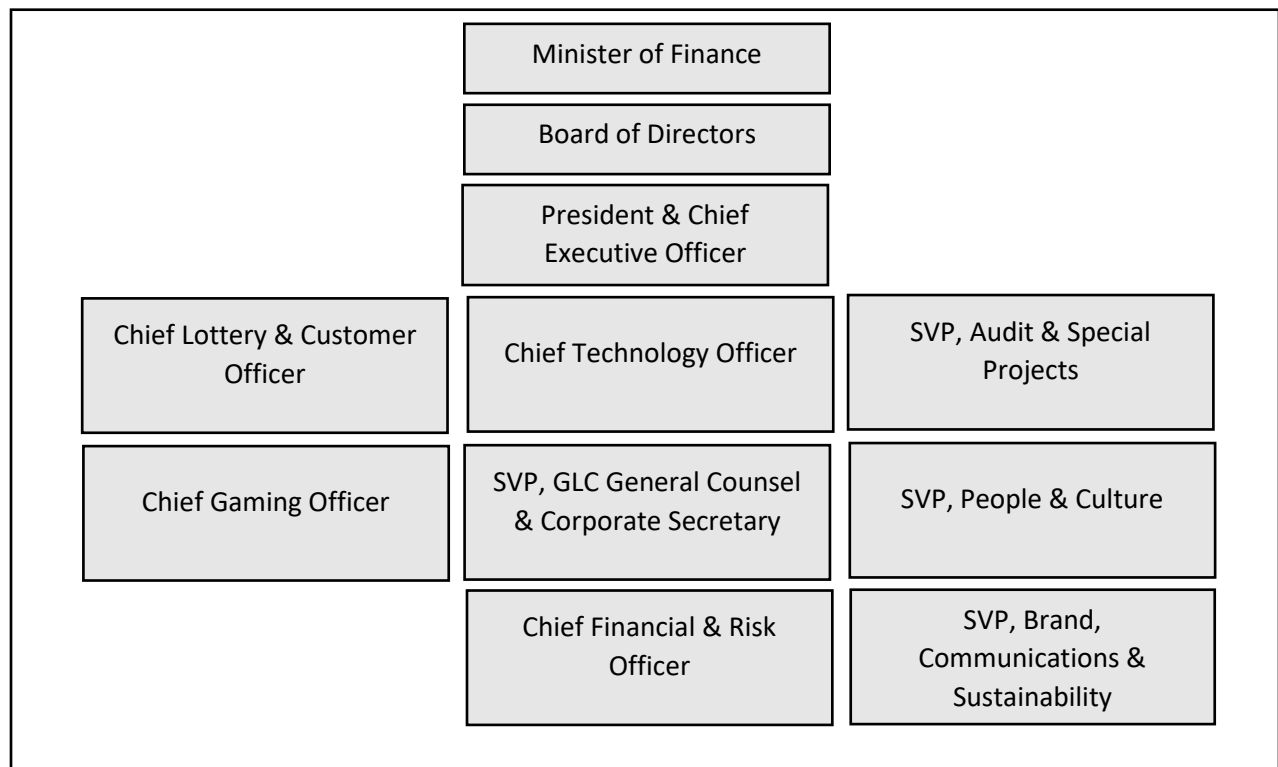 Minister of Finance
Board of Directors
President & Chief
Executive Officer
Chief Lottery & Customer
Officer
Chief Technology Officer
SVP, Audit & Special
Projects
Chief Gaming Officer
SVP, GLC General Counsel
& Corporate Secretary
SVP, People & Culture
Chief Financial & Risk
Officer
SVP, Brand,
Communications &
Sustainability